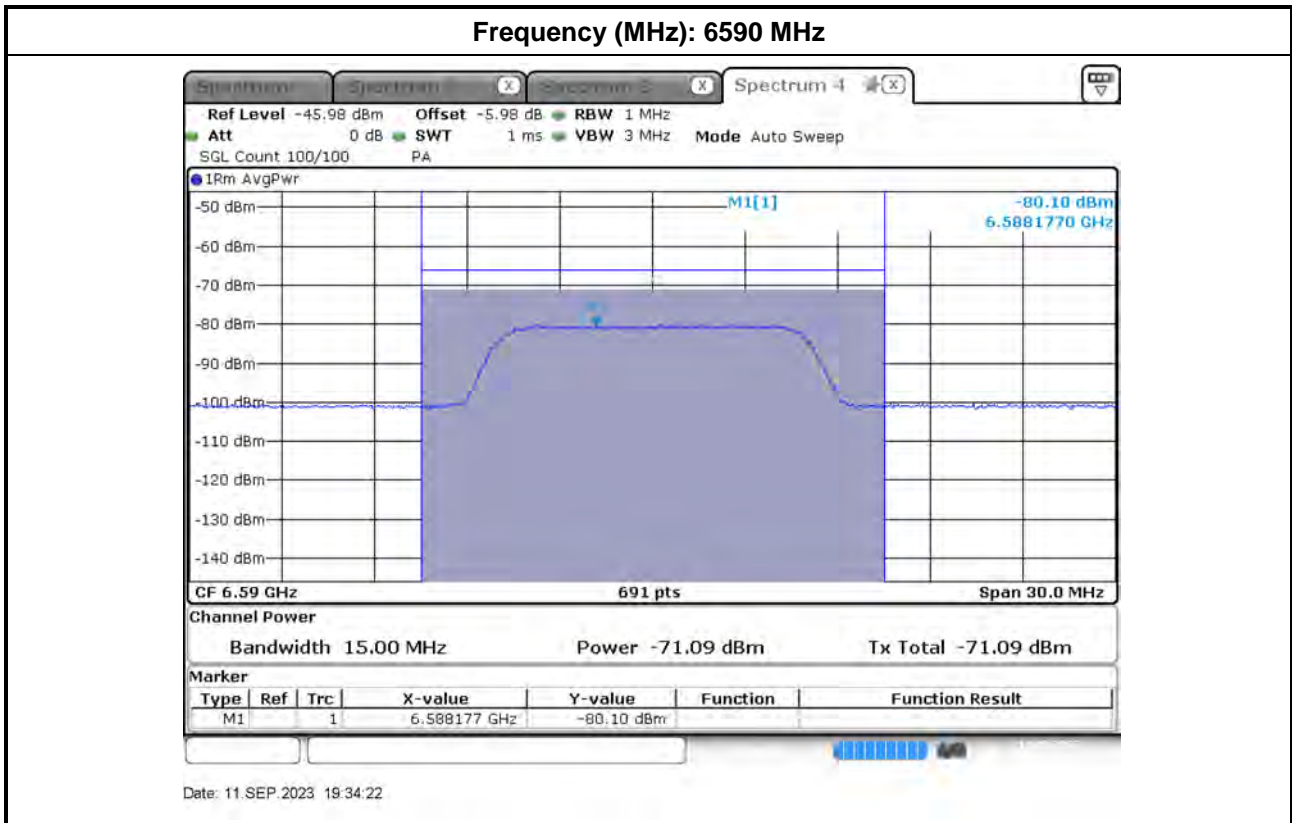 Frequency (MHz): 6590 MHz
Spectrum 4
Ref Level -45.98 dBm Offset -5.98 dB RBW 1 MHz
Att 0 dB SWT 1 ms VBW 3 MHz Mode Auto Sweep
SGL Count 100/100 PA
1Rm AvgPwr
M1[1] -80.10 dBm
6.5881770 GHz
-50 dBm
-60 dBm
-70 dBm
-80 dBm
-90 dBm
-100 dBm
-110 dBm
-120 dBm
-130 dBm
-140 dBm
CF 6.59 GHz 691 pts Span 30.0 MHz
Channel Power
Bandwidth 15.00 MHz Power -71.09 dBm Tx Total -71.09 dBm
Marker
Type Ref Trc X-value Y-value Function Function Result
M1 1 6.588177 GHz -80.10 dBm
Date: 11.SEP.2023 19:34:22